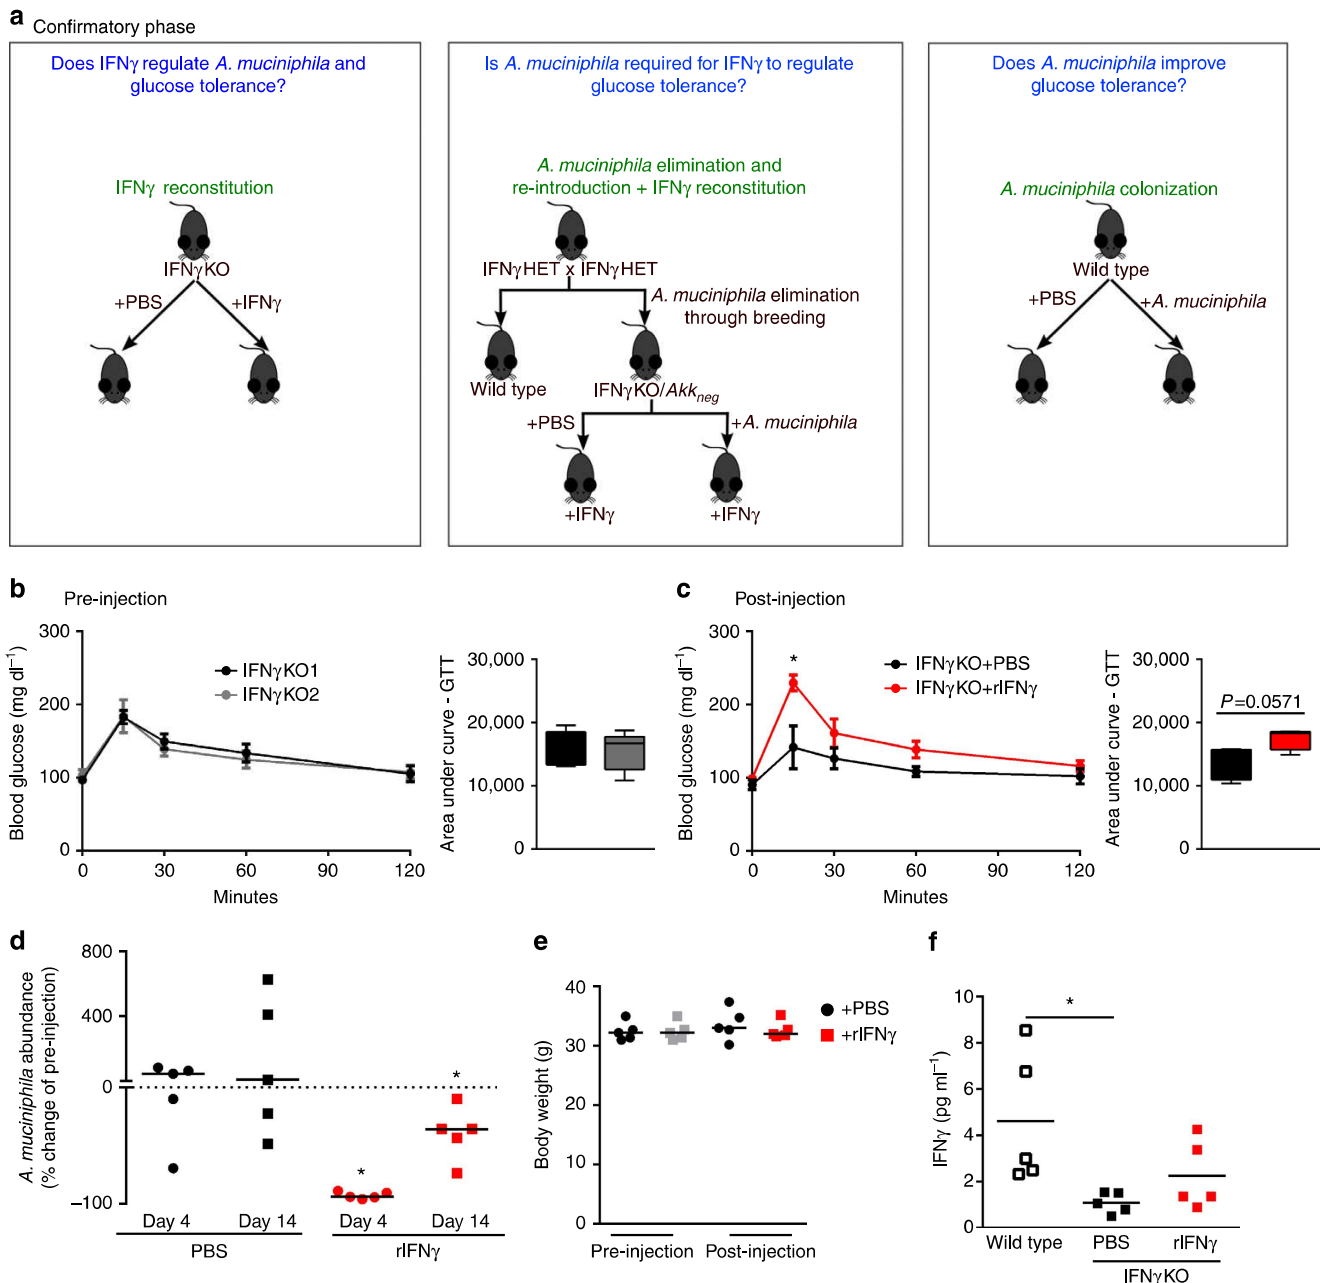 a
Confirmatory phase
Does IFNγ regulate A. muciniphila and
glucose tolerance?
IFNγ reconstitution
IFNγKO
+PBS
+IFNγ
Is A. muciniphila required for IFNγ to regulate
glucose tolerance?
A. muciniphila elimination and
re-introduction + IFNγ reconstitution
IFNγHET x IFNγHET
A. muciniphila elimination
through breeding
Wild type
IFNγKO/Akkneg
+PBS
+A. muciniphila
+IFNγ
+IFNγ
Does A. muciniphila improve
glucose tolerance?
A. muciniphila colonization
Wild type
+PBS
+A. muciniphila
b
Pre-injection
Blood glucose (mg dl−1)
300
200
100
0
IFNγKO1
IFNγKO2
0 30 60 90 120
Minutes
Area under curve - GTT
30,000
20,000
10,000
0
c
Post-injection
Blood glucose (mg dl−1)
300
200
100
0
*
IFNγKO+PBS
IFNγKO+rIFNγ
0 30 60 90 120
Minutes
Area under curve - GTT
30,000
20,000
10,000
0
P=0.0571
d
A. muciniphila abundance
(% change of pre-injection)
800
400
0
−100
*
*
Day 4 Day 14 Day 4 Day 14
PBS rIFNγ
e
Body weight (g)
40
30
20
10
0
+PBS
+rIFNγ
Pre-injection Post-injection
f
IFNγ (pg ml−1)
10
8
6
4
2
0
*
Wild type PBS rIFNγ
IFNγKO